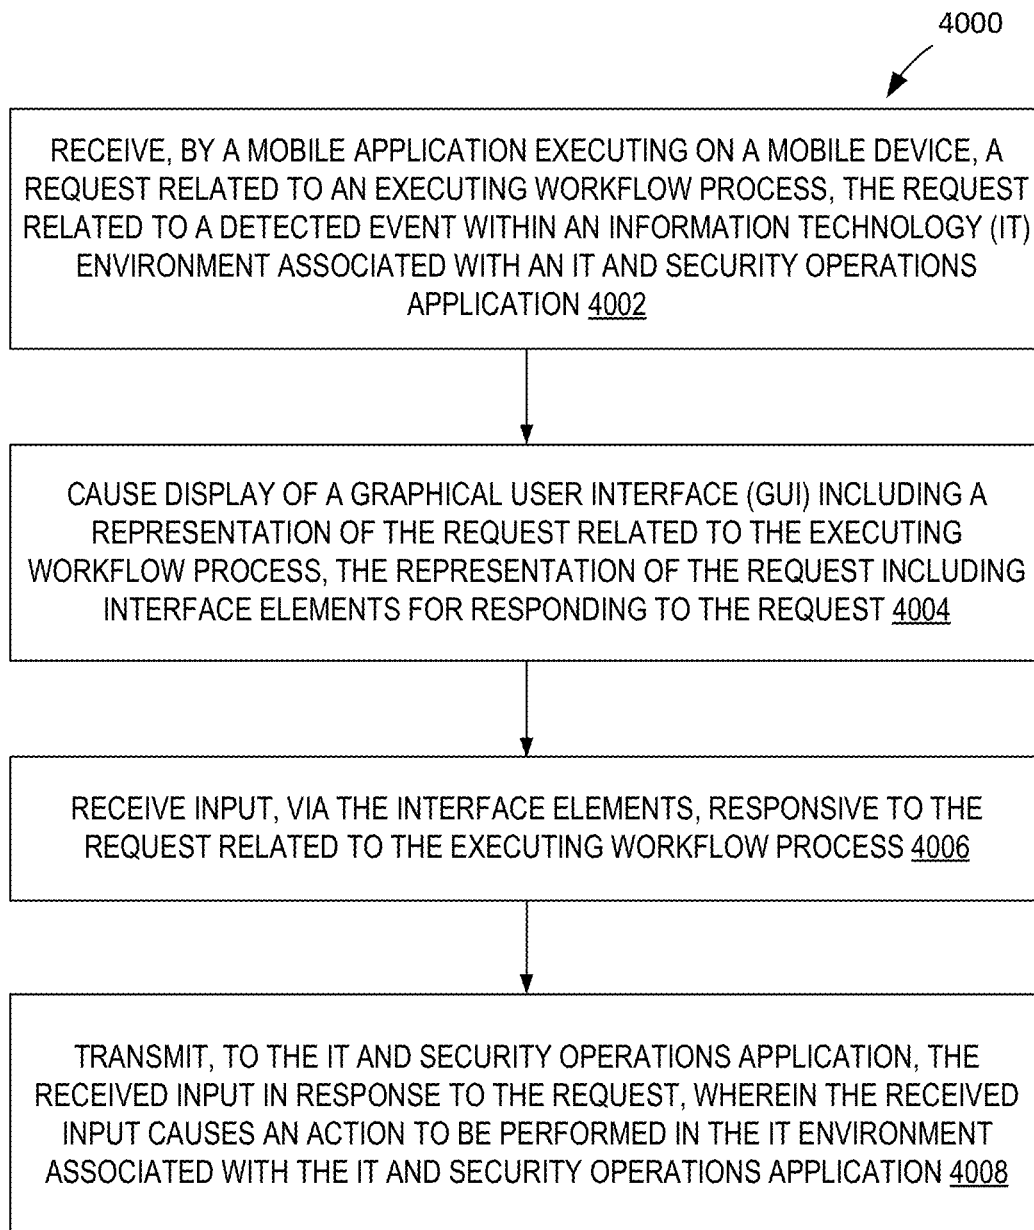 4000
RECEIVE, BY A MOBILE APPLICATION EXECUTING ON A MOBILE DEVICE, A
REQUEST RELATED TO AN EXECUTING WORKFLOW PROCESS, THE REQUEST
RELATED TO A DETECTED EVENT WITHIN AN INFORMATION TECHNOLOGY (IT)
ENVIRONMENT ASSOCIATED WITH AN IT AND SECURITY OPERATIONS
APPLICATION 4002
CAUSE DISPLAY OF A GRAPHICAL USER INTERFACE (GUI) INCLUDING A
REPRESENTATION OF THE REQUEST RELATED TO THE EXECUTING
WORKFLOW PROCESS, THE REPRESENTATION OF THE REQUEST INCLUDING
INTERFACE ELEMENTS FOR RESPONDING TO THE REQUEST 4004
RECEIVE INPUT, VIA THE INTERFACE ELEMENTS, RESPONSIVE TO THE
REQUEST RELATED TO THE EXECUTING WORKFLOW PROCESS 4006
TRANSMIT, TO THE IT AND SECURITY OPERATIONS APPLICATION, THE
RECEIVED INPUT IN RESPONSE TO THE REQUEST, WHEREIN THE RECEIVED
INPUT CAUSES AN ACTION TO BE PERFORMED IN THE IT ENVIRONMENT
ASSOCIATED WITH THE IT AND SECURITY OPERATIONS APPLICATION 4008